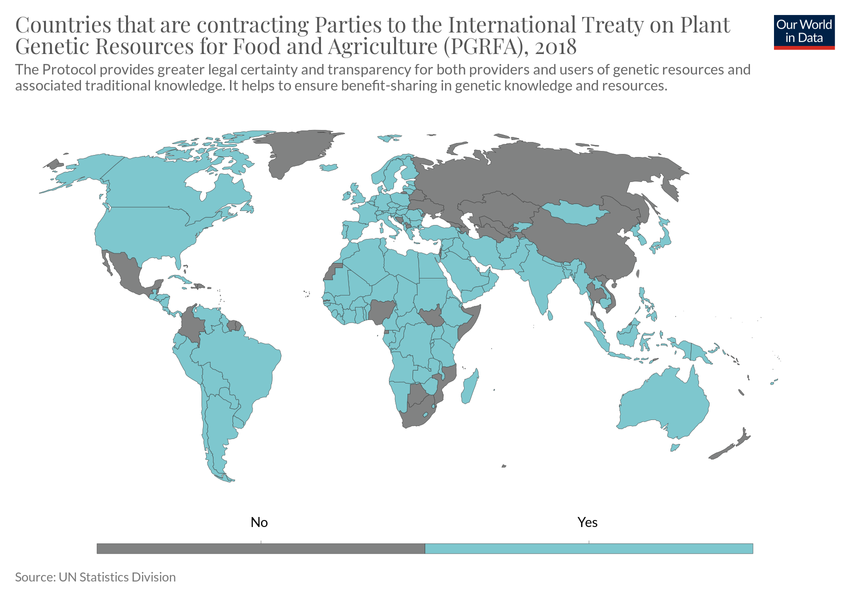 Countries that are contracting Parties to the International Treaty on Plant
Genetic Resources for Food and Agriculture (PGRFA), 2018
Our World
in Data
The Protocol provides greater legal certainty and transparency for both providers and users of genetic resources and
associated traditional knowledge. It helps to ensure benefit-sharing in genetic knowledge and resources.
No
Yes
Source: UN Statistics Division